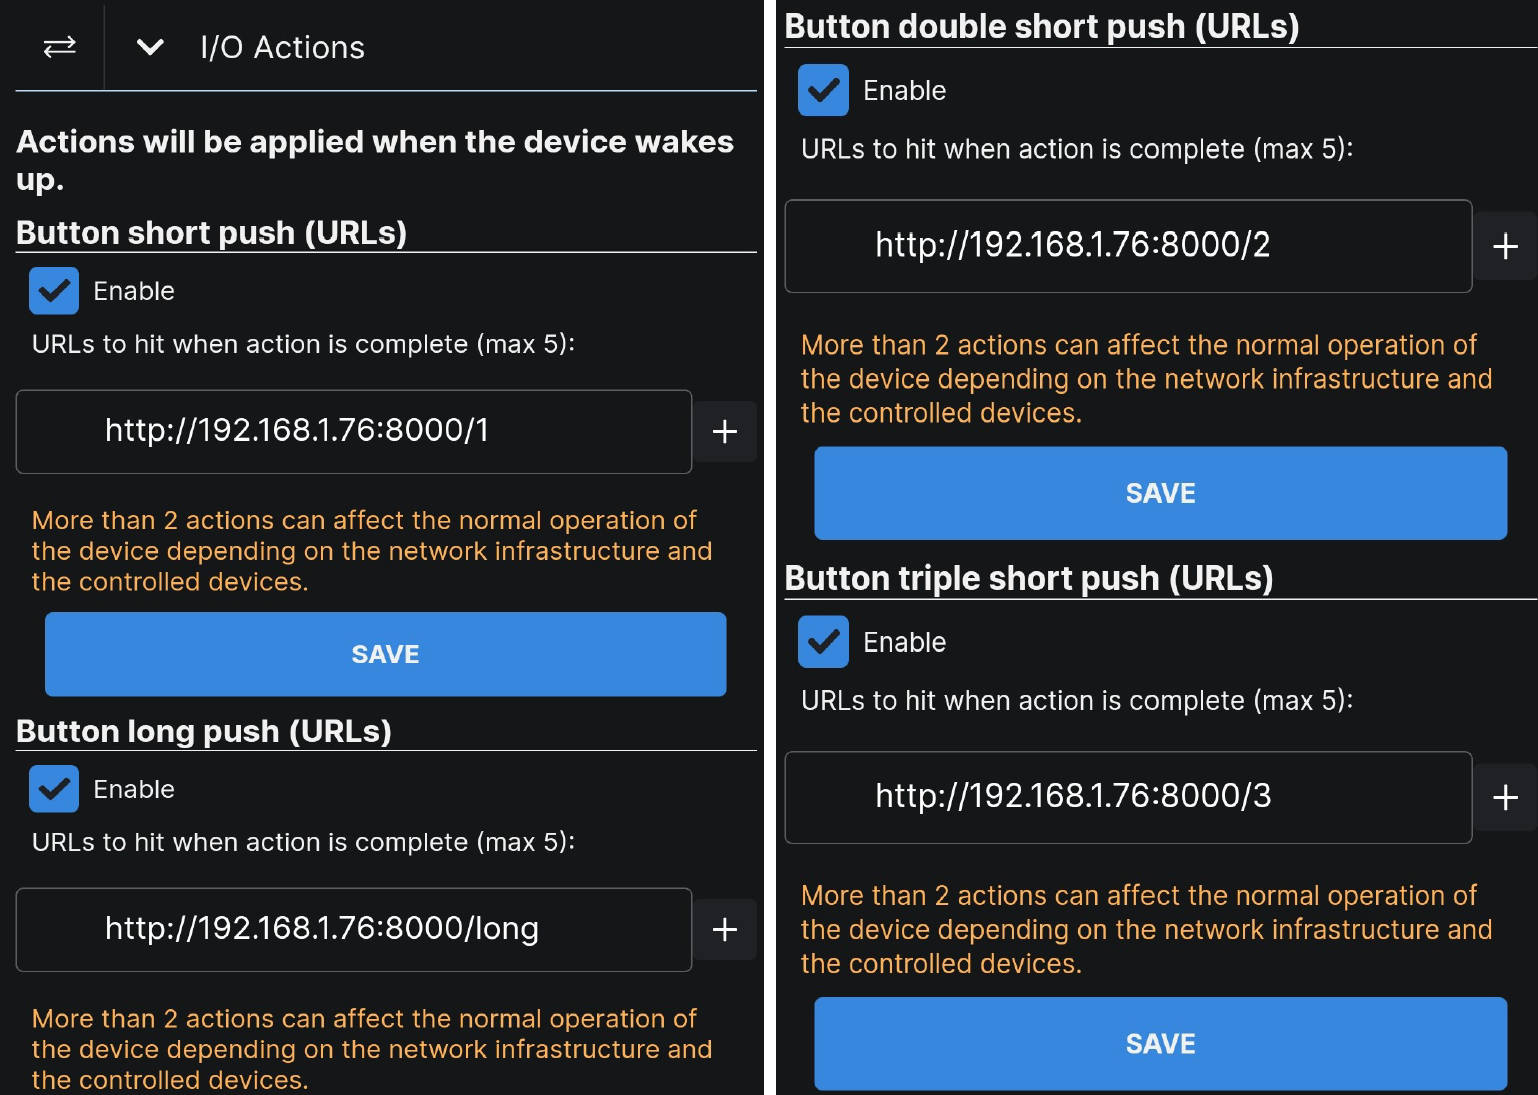 I/O Actions
Actions will be applied when the device wakes
up.
Button short push (URLs)
Enable
URLs to hit when action is complete (max 5):
http://192.168.1.76:8000/1
+
More than 2 actions can affect the normal operation of
the device depending on the network infrastructure and
the controlled devices.
SAVE
Button long push (URLs)
Enable
URLs to hit when action is complete (max 5):
http://192.168.1.76:8000/long
+
More than 2 actions can affect the normal operation of
the device depending on the network infrastructure and
the controlled devices.
Button double short push (URLs)
Enable
URLs to hit when action is complete (max 5):
http://192.168.1.76:8000/2
+
More than 2 actions can affect the normal operation of
the device depending on the network infrastructure and
the controlled devices.
SAVE
Button triple short push (URLs)
Enable
URLs to hit when action is complete (max 5):
http://192.168.1.76:8000/3
+
More than 2 actions can affect the normal operation of
the device depending on the network infrastructure and
the controlled devices.
SAVE